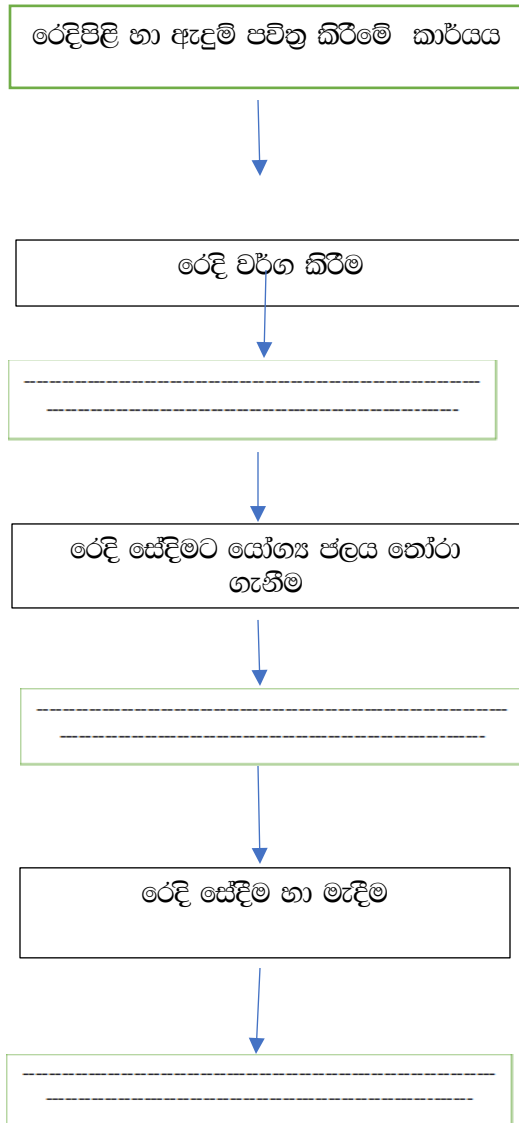 රෙදිපිළි හා ඇඳුම් පවිත්‍ර කිරීමේ කාර්යය
රෙදි වර්ග කිරීම
රෙදි සේදිමට යෝග්‍ය ජලය තෝරා
ගැනීම
රෙදි සේදීම හා මැදීම